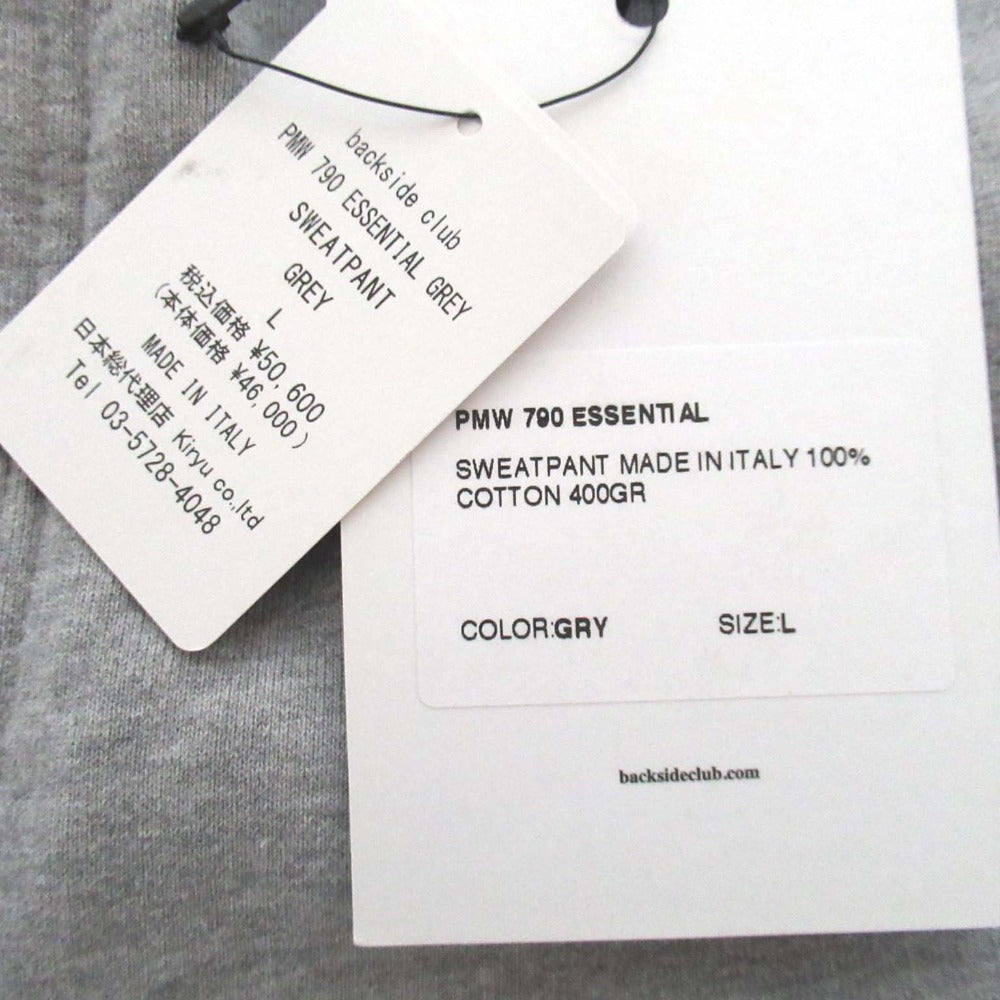 backside club
PMW 790 ESSENTIAL GREY
SWEATPANT
GREY
L
税込価格 ¥50,600
(本体価格 ¥46,000)
MADE IN ITALY
日本総代理店 Kiryu co.,ltd
Tel 03-5728-4048
PMW 790 ESSENTIAL
SWEATPANT MADE IN ITALY 100%
COTTON 400GR
COLOR:GRY SIZE:L
backsideclub.com